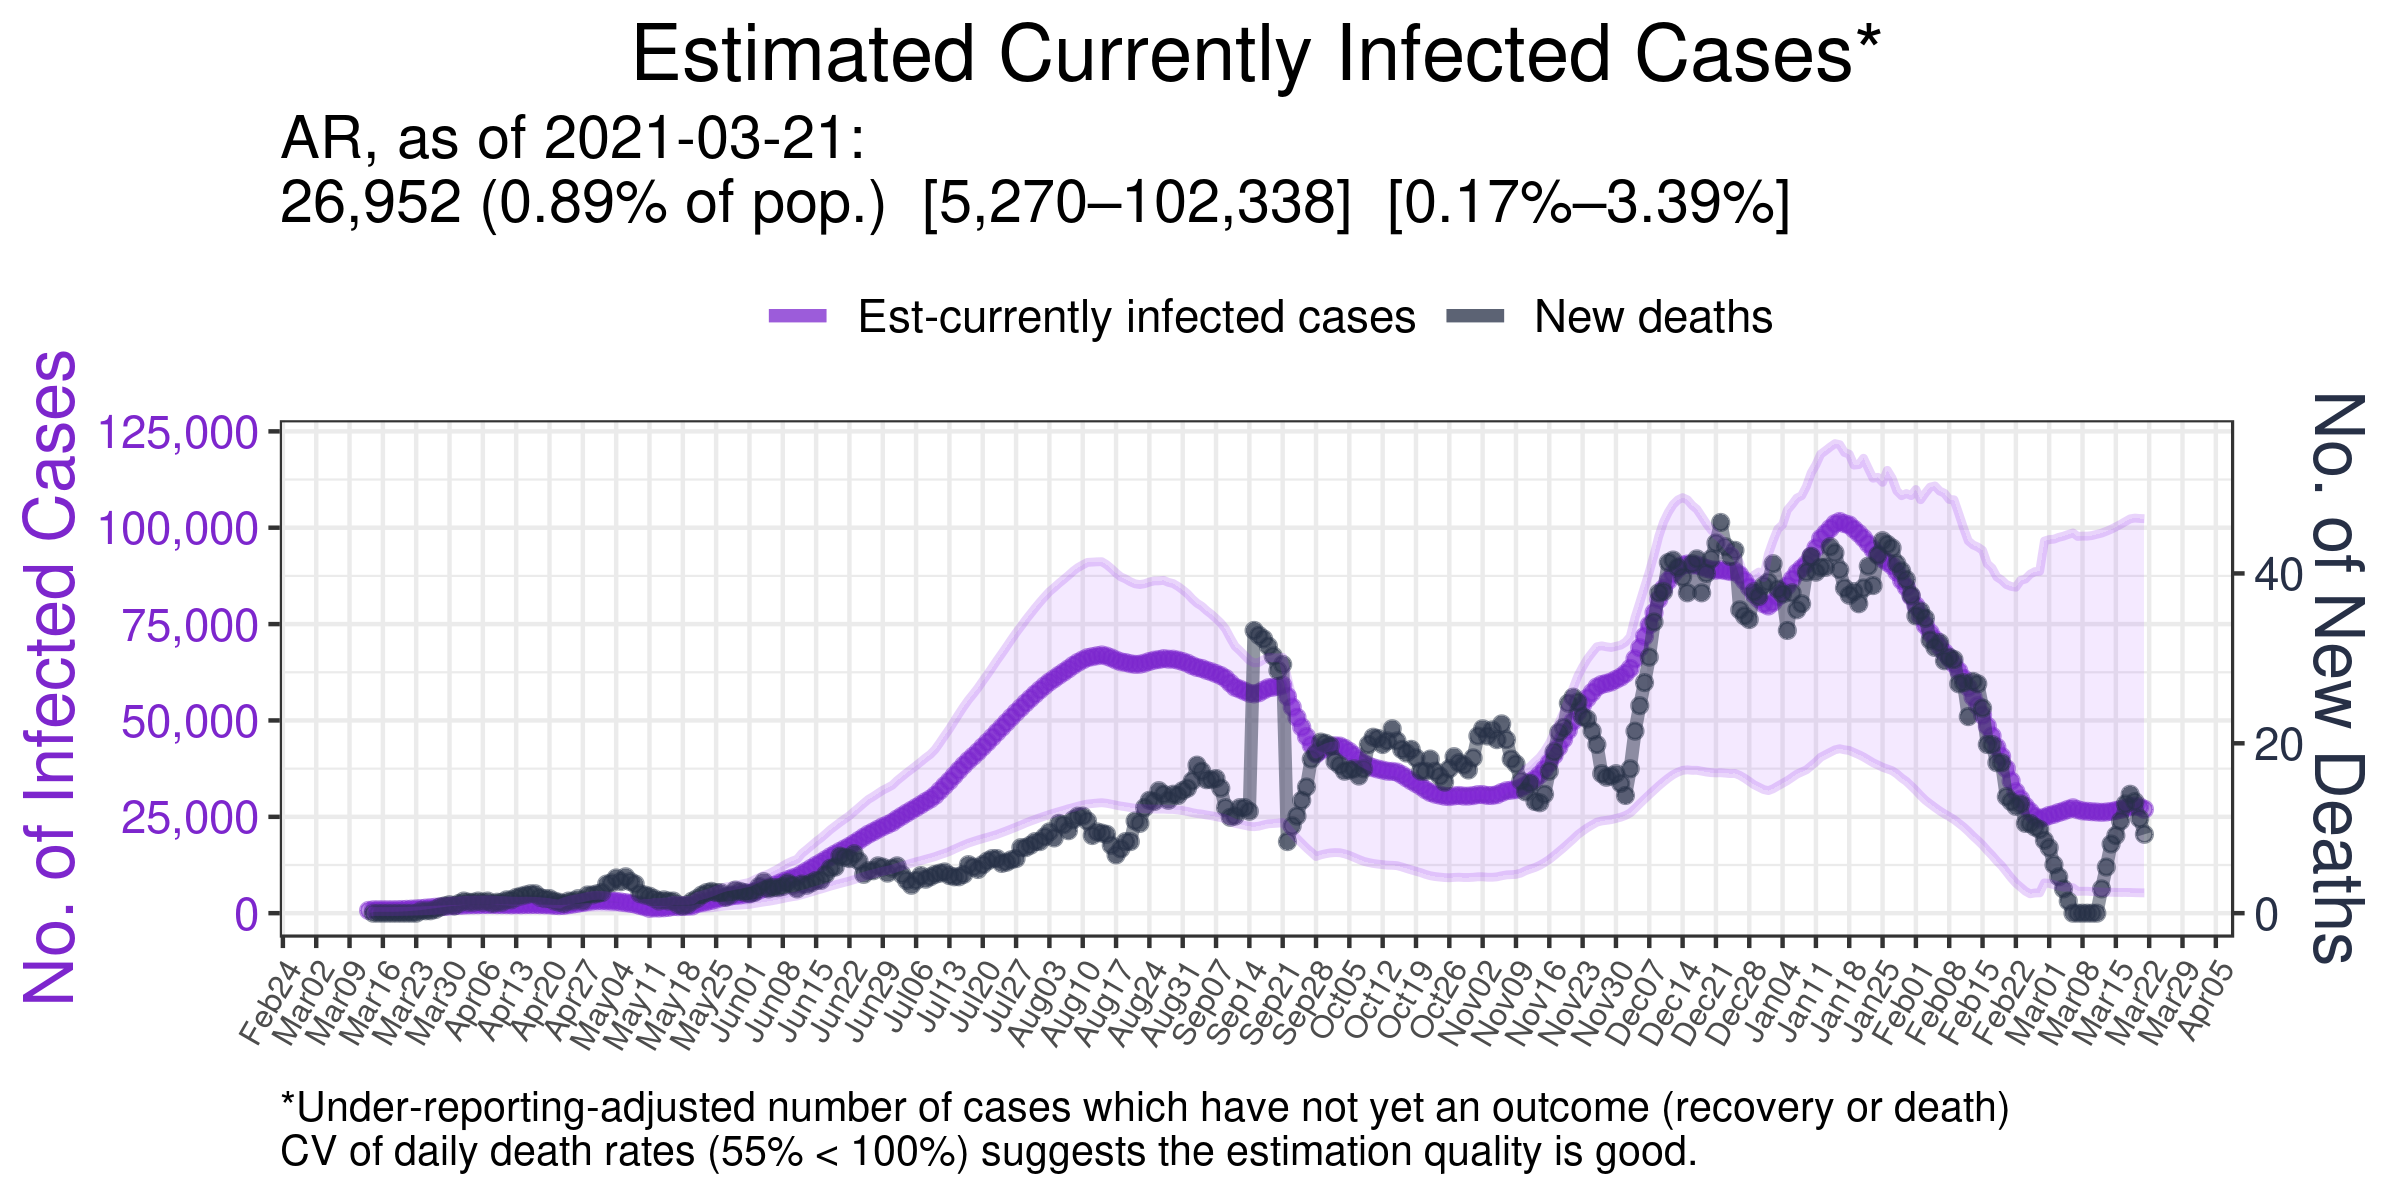 Estimated Currently Infected Cases*
AR, as of 2021-03-21:
26,952 (0.89% of pop.) [5,270–102,338] [0.17%–3.39%]
Est-currently infected cases
New deaths
No. of Infected Cases
125,000
100,000
75,000
50,000
25,000
0
40
20
0
No. of New Deaths
Feb24
Mar02
Mar09
Mar16
Mar23
Mar30
Apr06
Apr13
Apr20
Apr27
May04
May11
May18
May25
Jun01
Jun08
Jun15
Jun22
Jun29
Jul06
Jul13
Jul20
Jul27
Aug03
Aug10
Aug17
Aug24
Aug31
Sep07
Sep14
Sep21
Sep28
Oct05
Oct12
Oct19
Oct26
Nov02
Nov09
Nov16
Nov23
Nov30
Dec07
Dec14
Dec21
Dec28
Jan04
Jan11
Jan18
Jan25
Feb01
Feb08
Feb15
Feb22
Mar01
Mar08
Mar15
Mar22
Mar29
Apr05
*Under-reporting-adjusted number of cases which have not yet an outcome (recovery or death)
CV of daily death rates (55% < 100%) suggests the estimation quality is good.